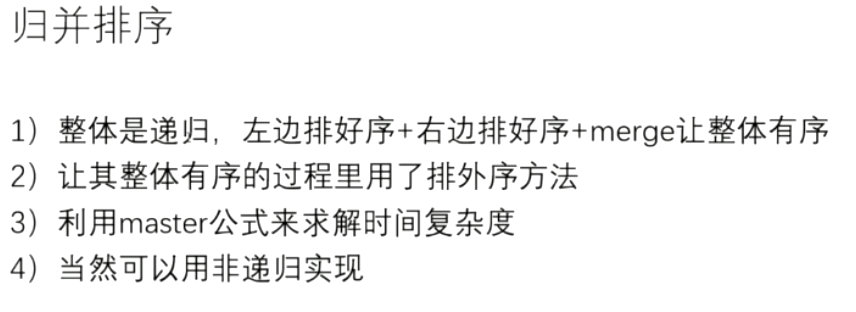 归并排序
1）整体是递归，左边排好序+右边排好序+merge让整体有序
2）让其整体有序的过程里用了排外序方法
3）利用master公式来求解时间复杂度
4）当然可以用非递归实现